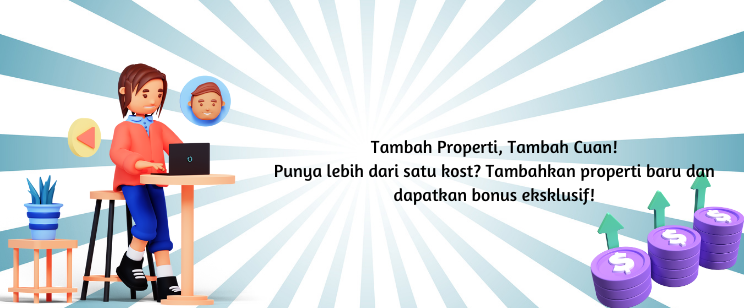 Tambah Properti, Tambah Cuan!
Punya lebih dari satu kost? Tambahkan properti baru dan
dapatkan bonus eksklusif!
$
$
$